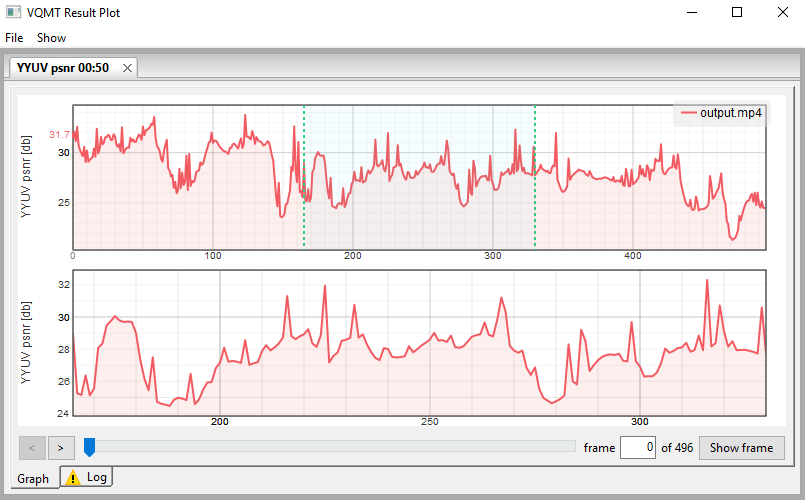 VQMT Result Plot
File Show
YYUV psnr 00:50
output.mp4
YYUV psnr [db]
31.7
30
25
0 100 200 300 400
YYUV psnr [db]
32
30
28
26
24
200 250 300
< > frame 0 of 496 Show frame
Graph Log